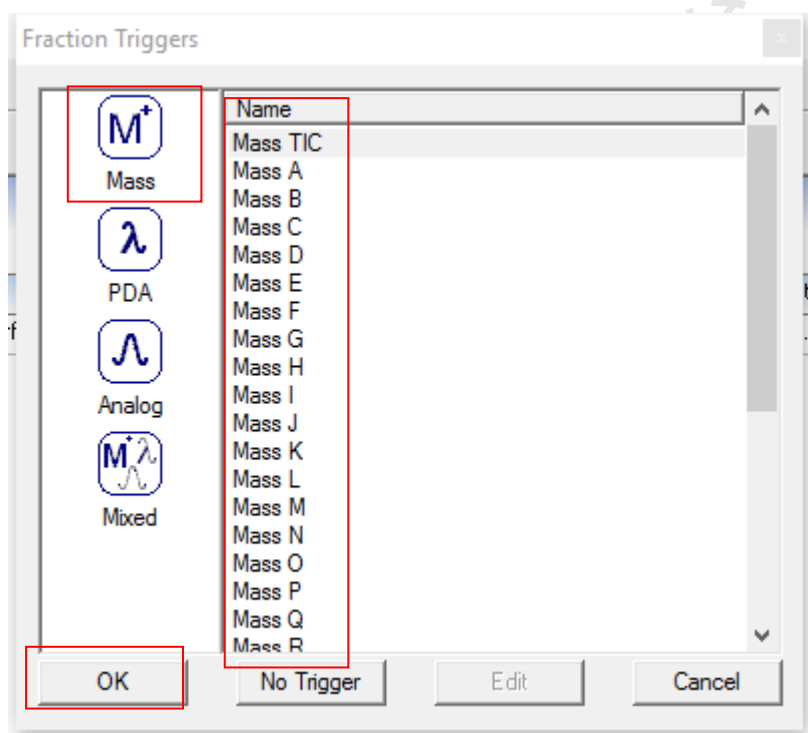 Fraction Triggers
x
M+
Mass
λ
PDA
Analog
M+ λ
Mixed
Name
Mass TIC
Mass A
Mass B
Mass C
Mass D
Mass E
Mass F
Mass G
Mass H
Mass I
Mass J
Mass K
Mass L
Mass M
Mass N
Mass O
Mass P
Mass Q
Mass R
OK
No Trigger
Edit
Cancel